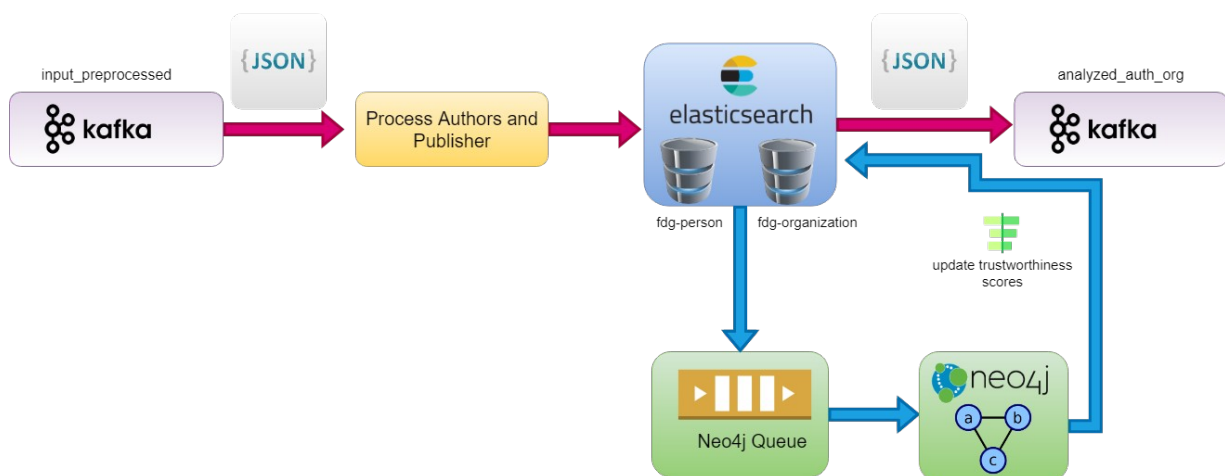 input_preprocessed
{JSON}
kafka
Process Authors and
Publisher
elasticsearch
fdg-person
fdg-organization
{JSON}
analyzed_auth_org
kafka
update trustworthiness
scores
Neo4j Queue
neo4j
a
b
c